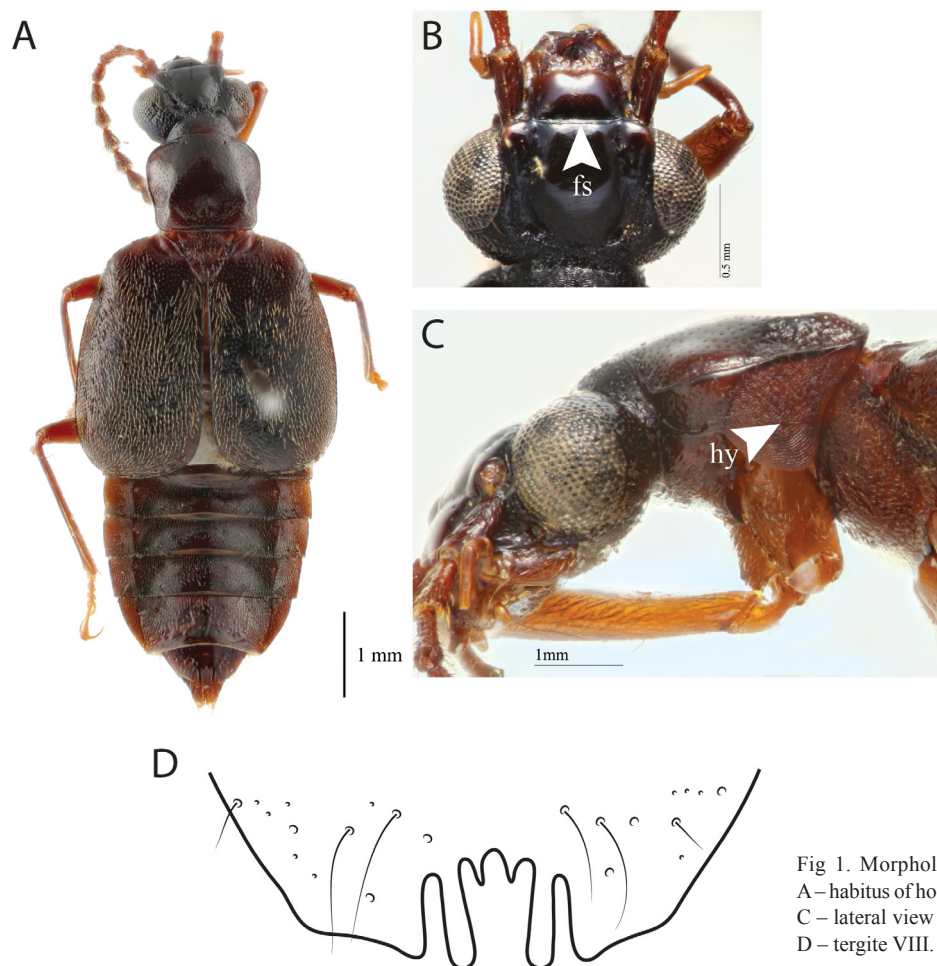 A
B
fs
0.5 mm
C
hy
1mm
1 mm
D
Fig 1. Morphol
A – habitus of ho
C – lateral view
D – tergite VIII.